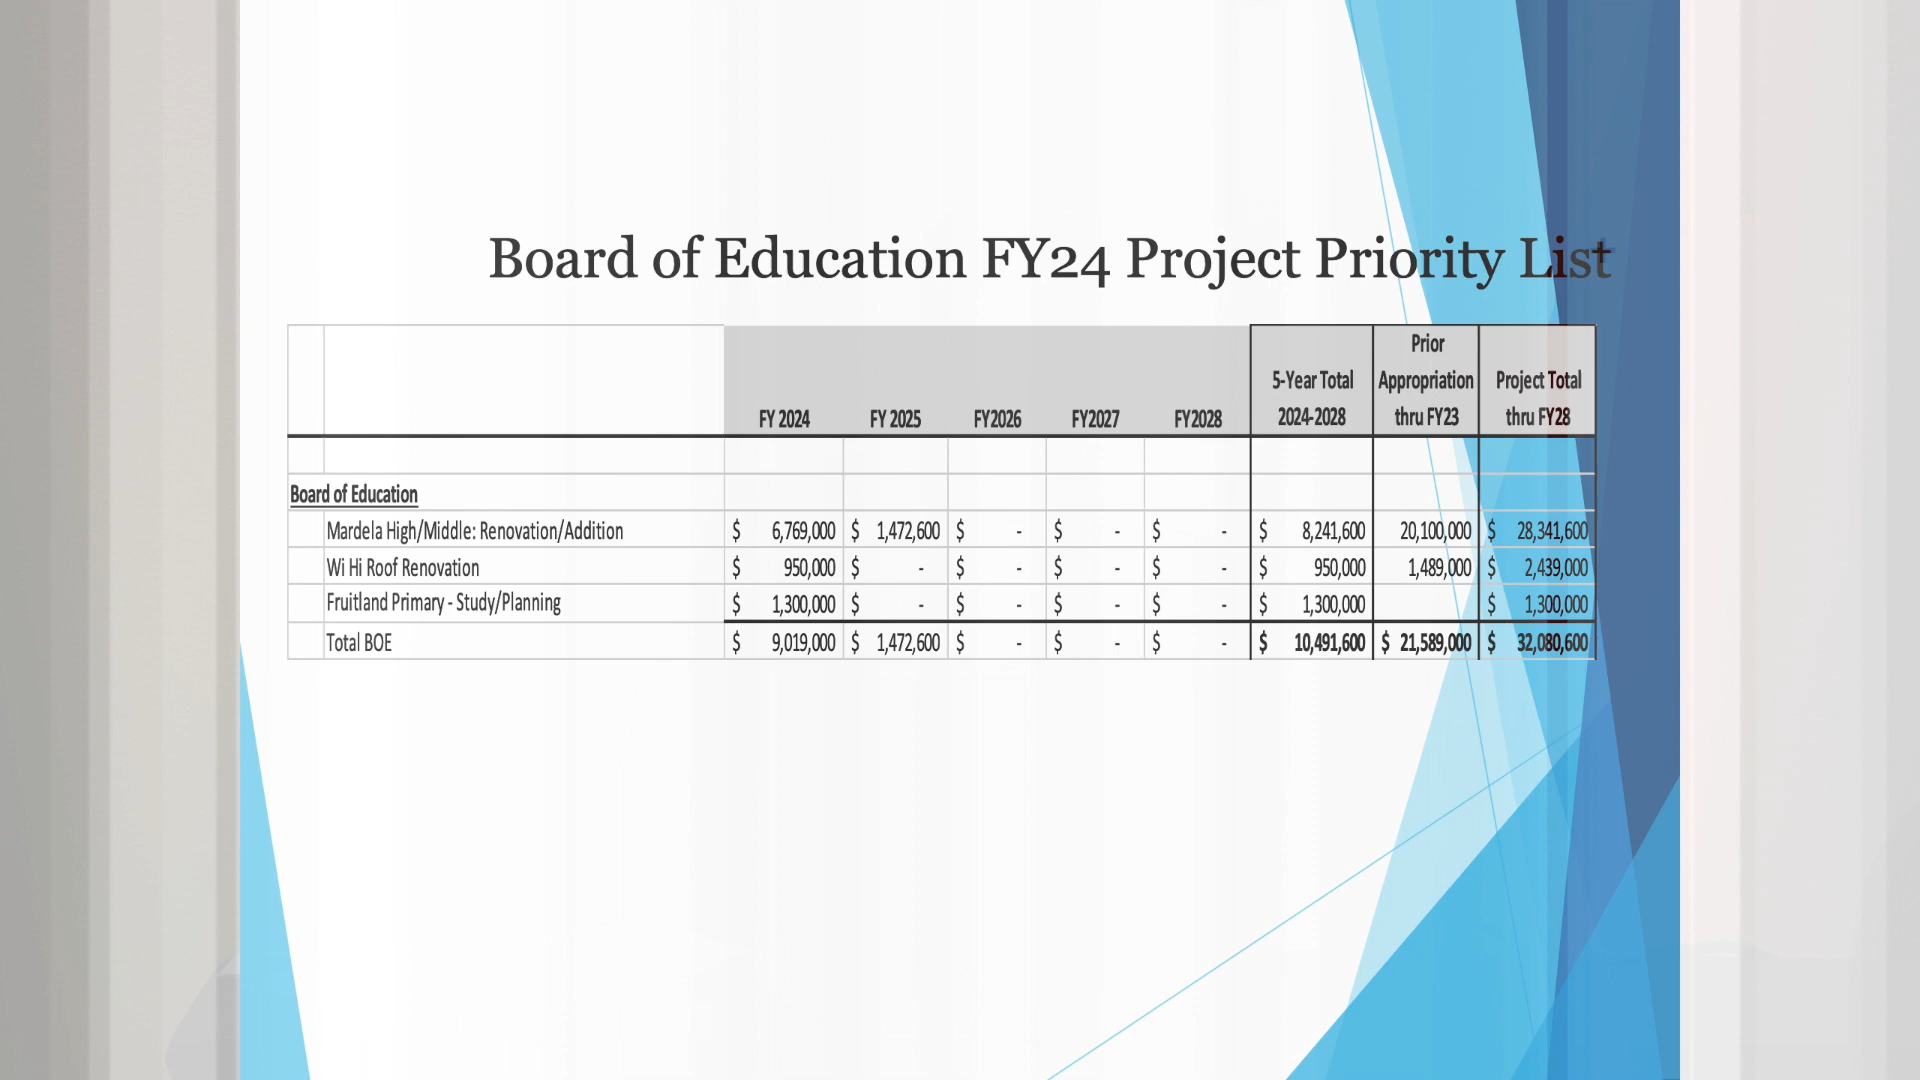 Board of Education FY24 Project Priority List
FY 2024 FY 2025 FY2026 FY2027 FY2028 5-Year Total 2024-2028 Prior Appropriation thru FY23 Project Total thru FY28
Board of Education
Mardela High/Middle: Renovation/Addition $ 6,769,000 $ 1,472,600 $ - $ - $ - $ 8,241,600 20,100,000 $ 28,341,600
Wi Hi Roof Renovation $ 950,000 $ - $ - $ - $ - $ 950,000 1,489,000 $ 2,439,000
Fruitland Primary - Study/Planning $ 1,300,000 $ - $ - $ - $ - $ 1,300,000 $ 1,300,000
Total BOE $ 9,019,000 $ 1,472,600 $ - $ - $ - $ 10,491,600 $ 21,589,000 $ 32,080,600